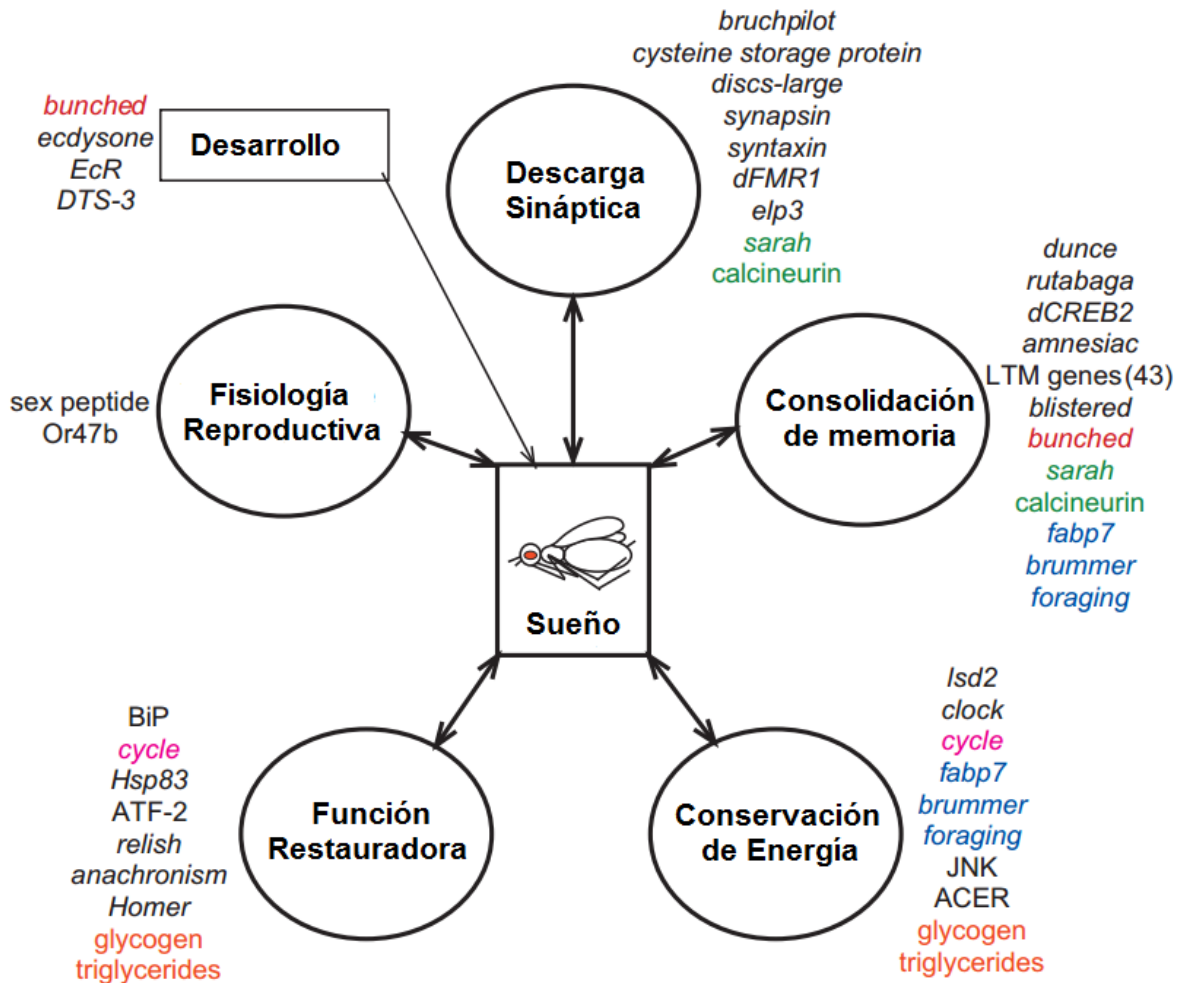 bruchpilot
cysteine storage protein
discs-large
synapsin
syntaxin
dFMR1
elp3
sarah
calcineurin
Descarga
Sináptica
bunched
ecdysone
EcR
DTS-3
Desarrollo
dunce
rutabaga
dCREB2
amnesiac
LTM genes (43)
blistered
bunched
sarah
calcineurin
fabp7
brummer
foraging
Consolidación
de memoria
sex peptide
Or47b
Fisiología
Reproductiva
Sueño
BiP
cycle
Hsp83
ATF-2
relish
anachronism
Homer
glycogen
triglycerides
Función
Restauradora
Conservación
de Energía
lsd2
clock
cycle
fabp7
brummer
foraging
JNK
ACER
glycogen
triglycerides